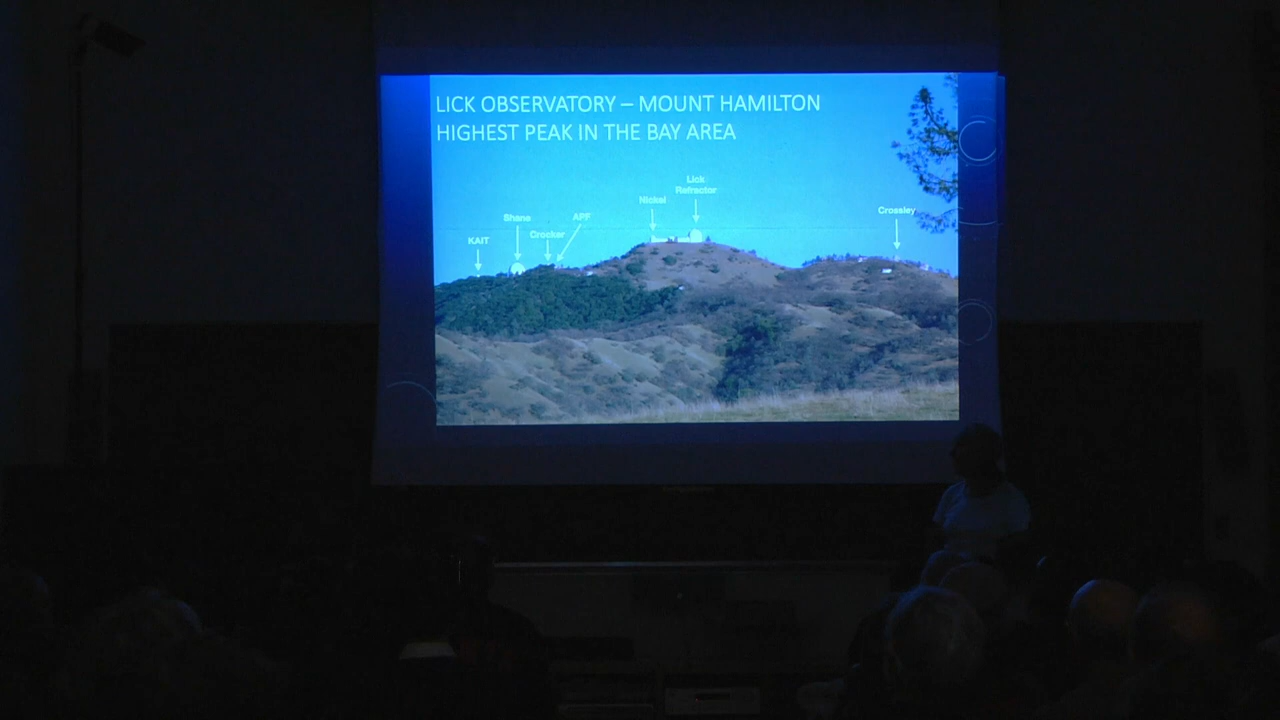 LICK OBSERVATORY – MOUNT HAMILTON
HIGHEST PEAK IN THE BAY AREA
Lick
Refractor
Nickel
Crossley
Shane
APF
Crocker
KAIT